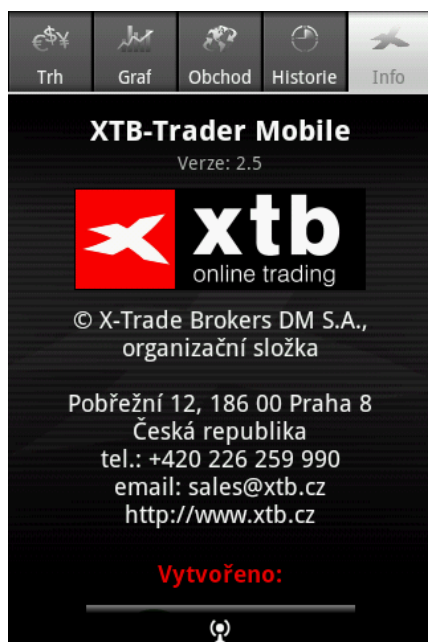 Trh Graf Obchod Historie Info
XTB-Trader Mobile
Verze: 2.5
xtb
online trading
© X-Trade Brokers DM S.A.,
organizační složka
Pobřežní 12, 186 00 Praha 8
Česká republika
tel.: +420 226 259 990
email: sales@xtb.cz
http://www.xtb.cz
Vytvořeno: